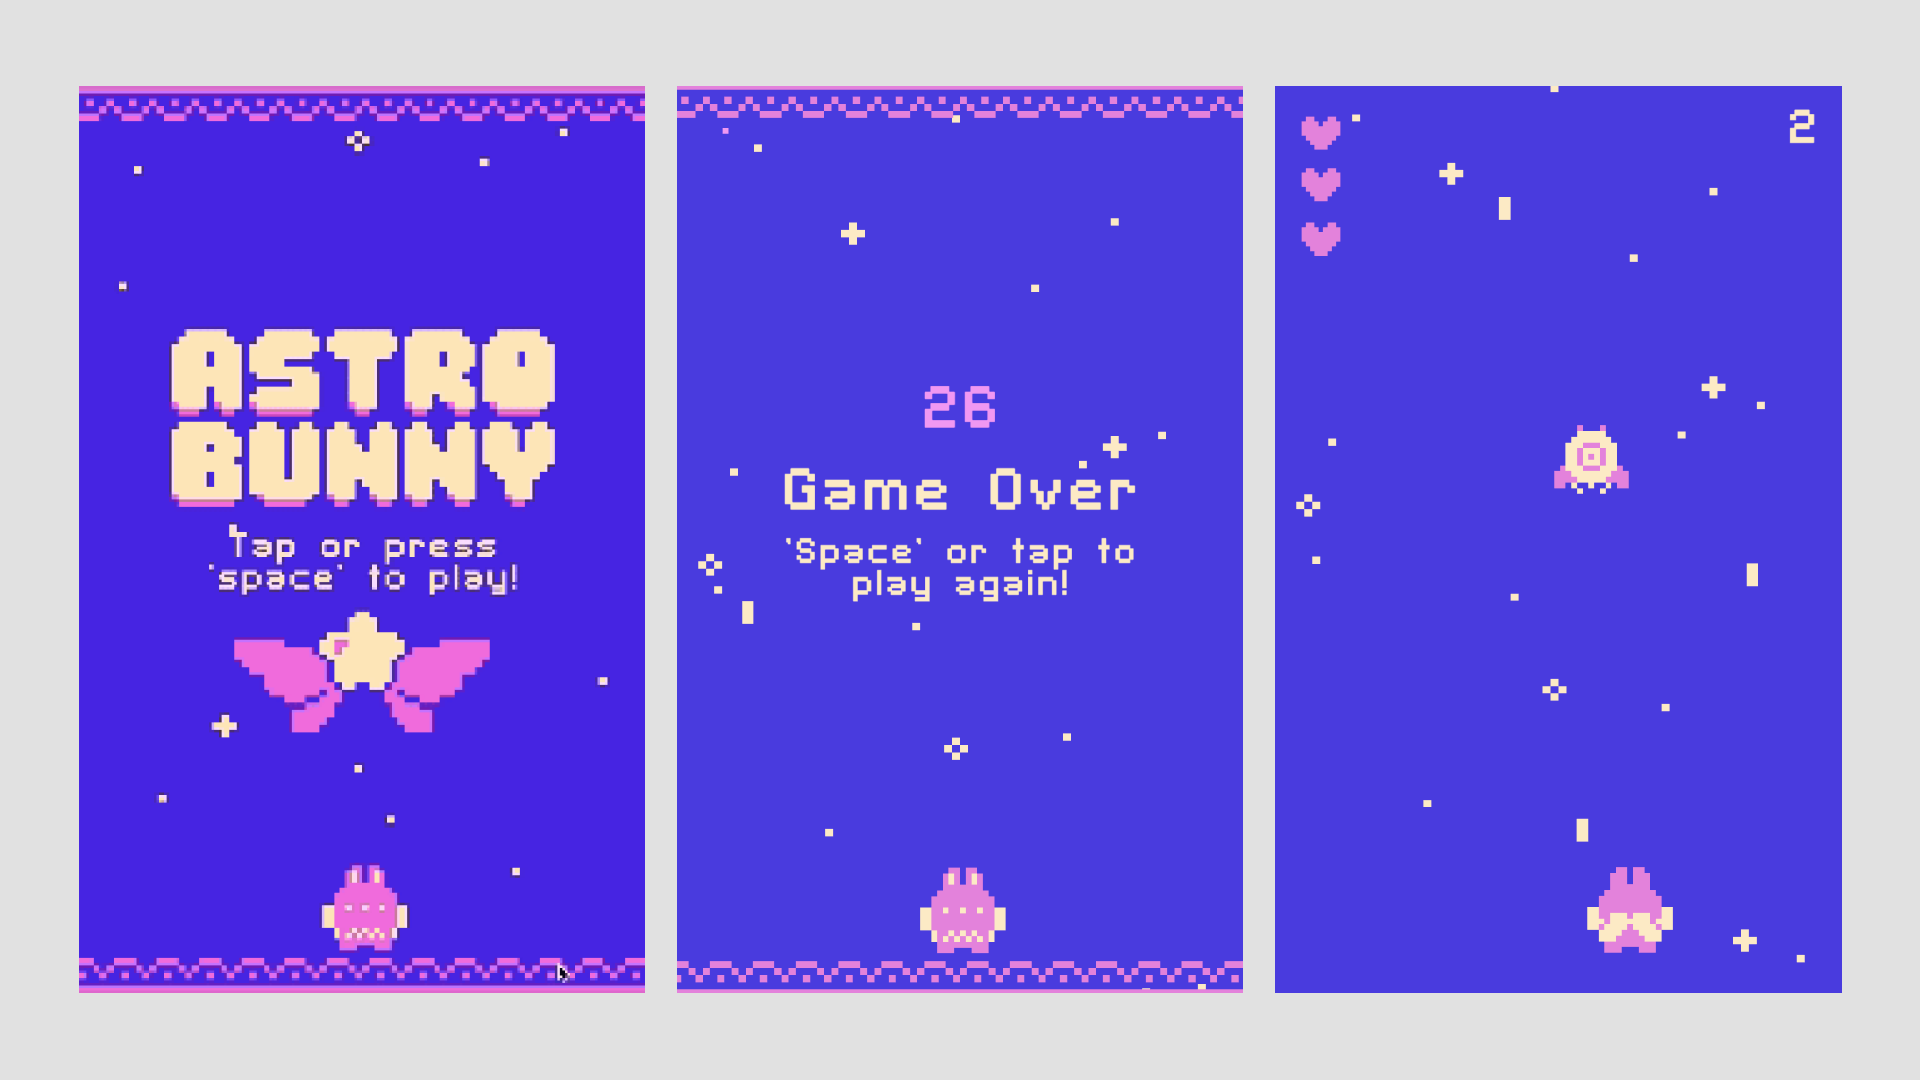 ASTRO
BUNNY
Tap or press
'space' to play!
26
Game Over
'Space' or tap to
play again!
2